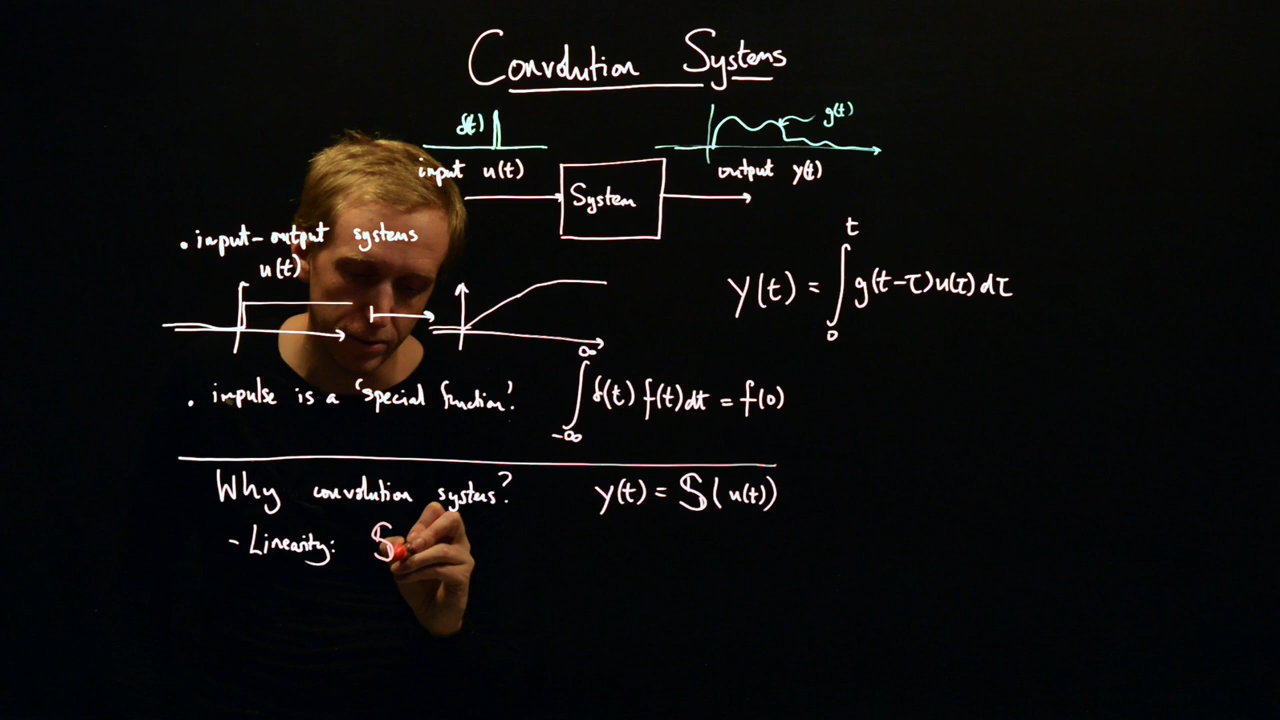 Convolution Systems
δ(t)
g(t)
input u(t)
output y(t)
System
. input-output systems
u(t)
t
y(t) = ∫ g(t-τ)u(τ)dτ
0
. impulse is a 'special function'.
∞
∫ δ(t) f(t)dt = f(0)
-∞
Why convolution systems?
y(t) = S(u(t))
- Linearity: S